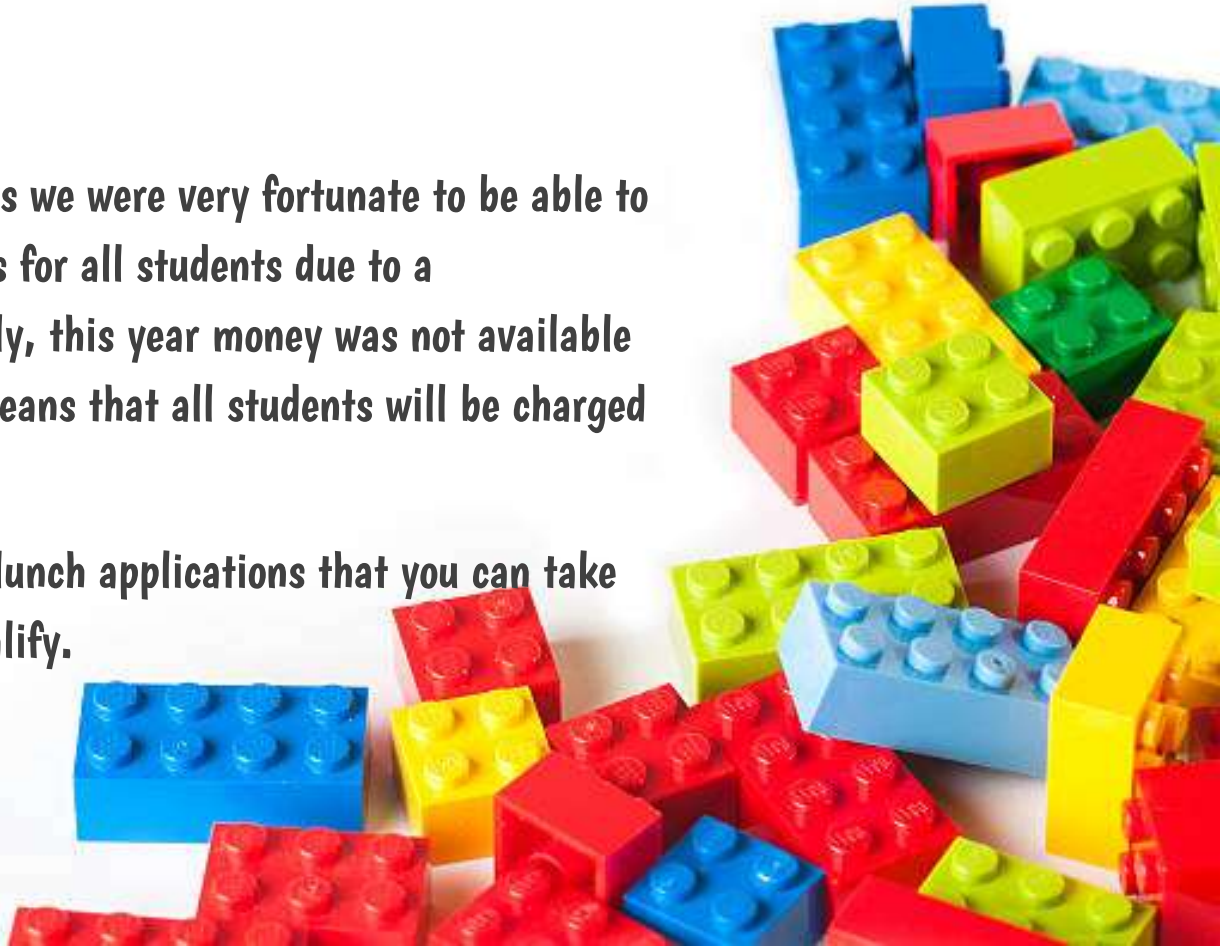 s we were very fortunate to be able to
s for all students due to a
ly, this year money was not available
eans that all students will be charged
lunch applications that you can take
lify.